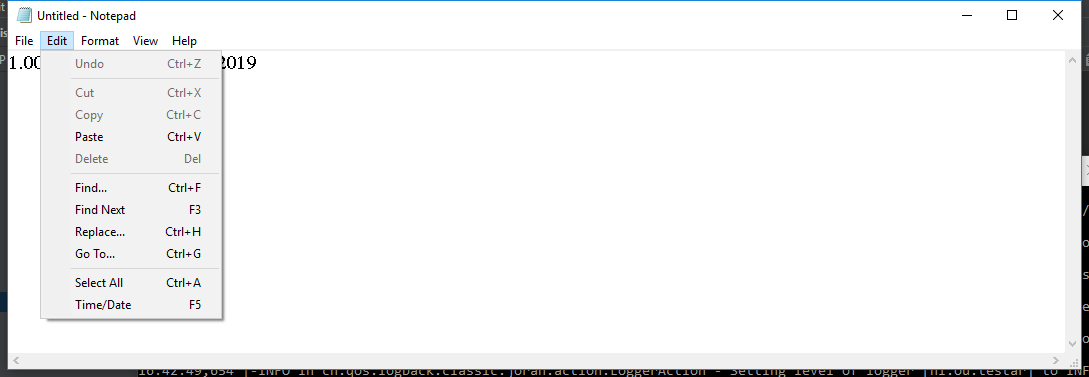 Untitled - Notepad
File Edit Format View Help
1.00 2019
Undo Ctrl+Z
Cut Ctrl+X
Copy Ctrl+C
Paste Ctrl+V
Delete Del
Find... Ctrl+F
Find Next F3
Replace... Ctrl+H
Go To... Ctrl+G
Select All Ctrl+A
Time/Date F5
16:42:49,654 |-INFO in ch.qos.logback.classic.joran.action.LoggerAction - Setting level of logger [nl.ou.testar] to INF